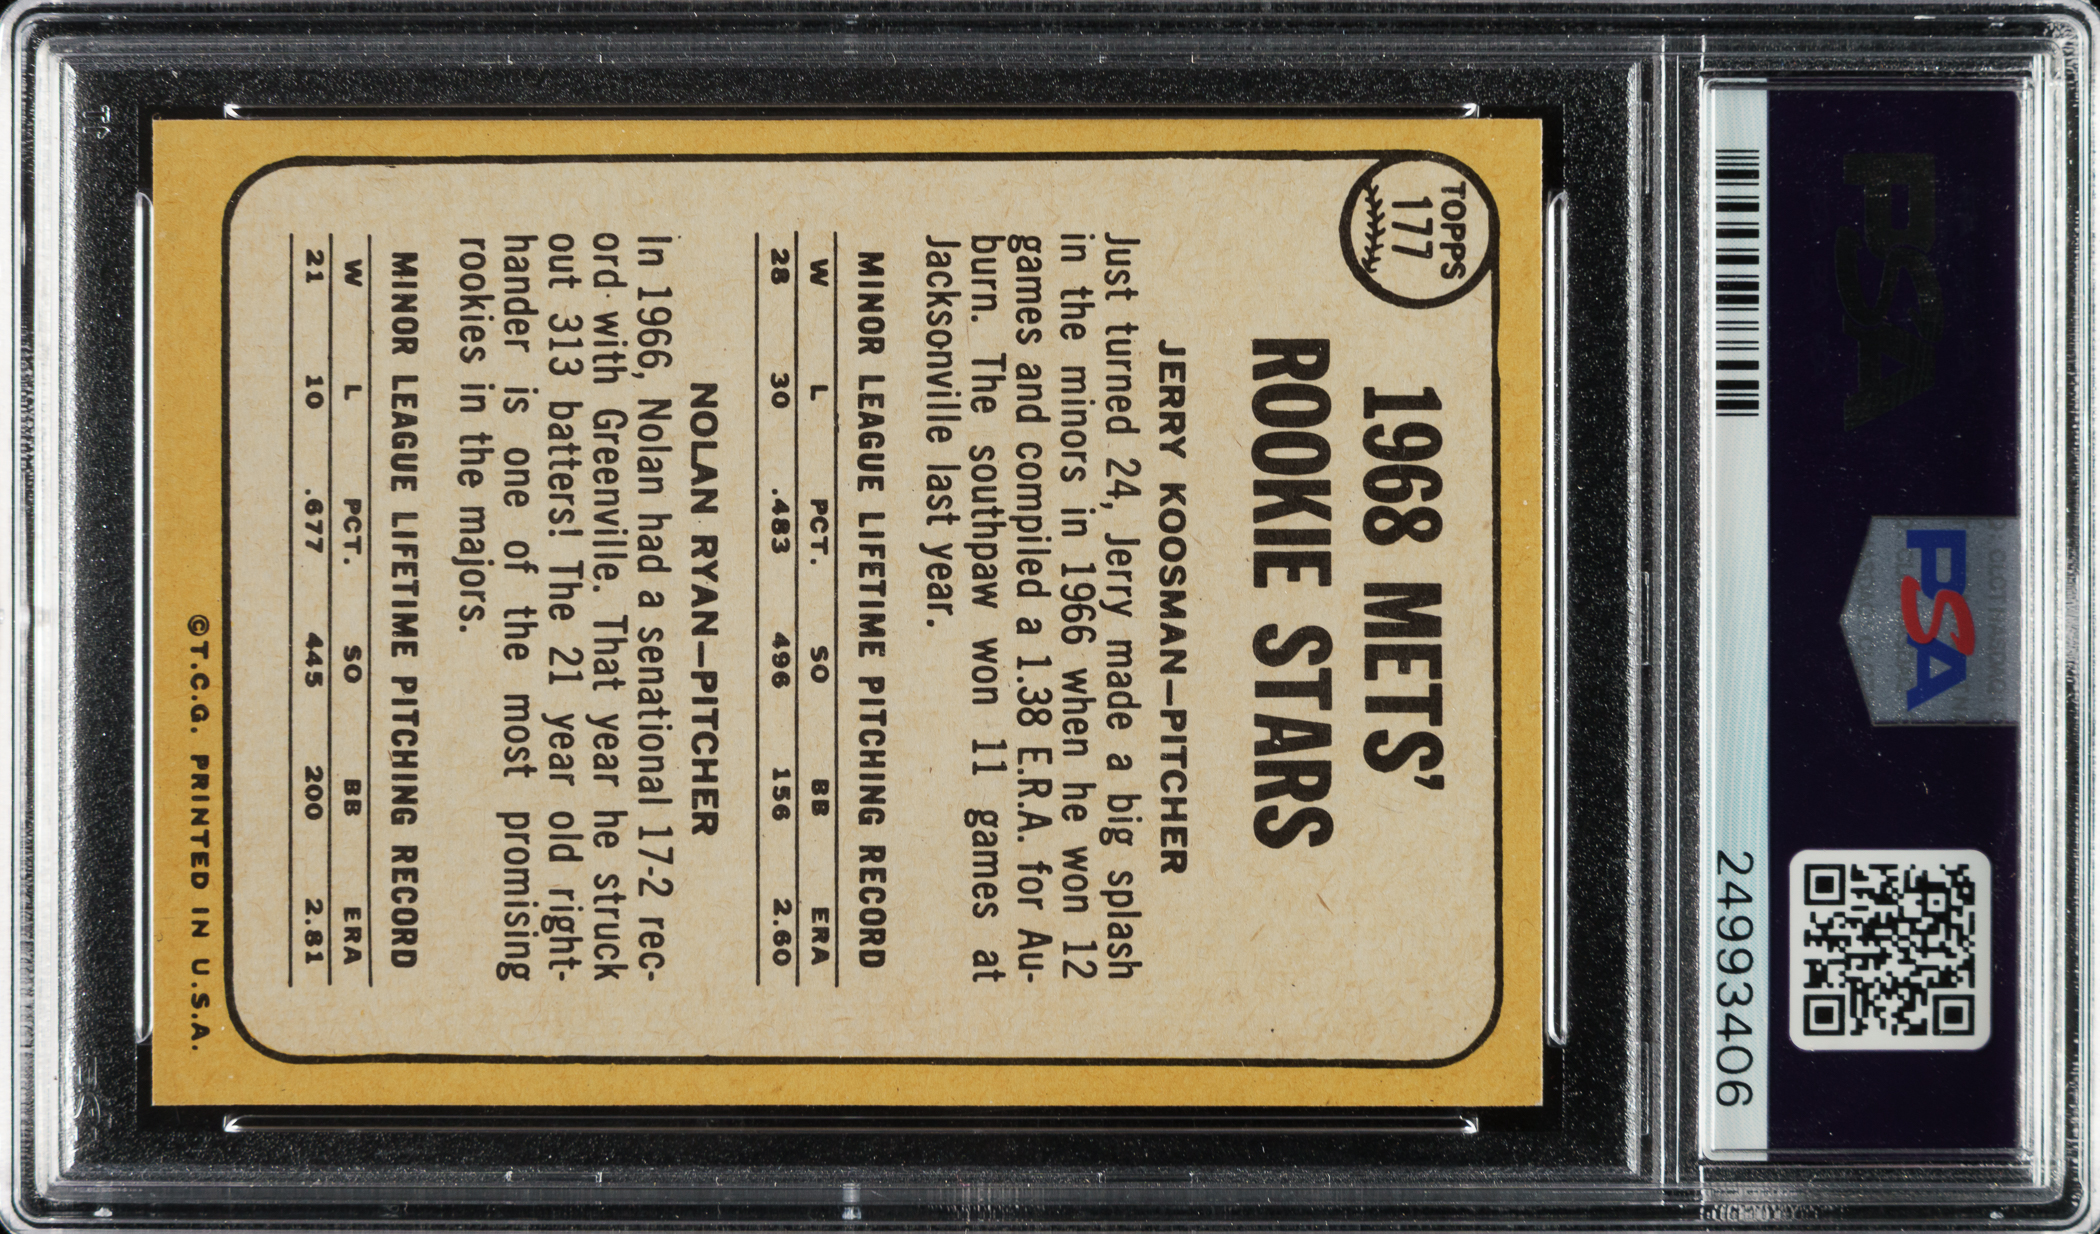 PSA
PSA
24993406
TOPPS
177
1968 METS'
ROOKIE STARS
JERRY KOOSMAN—PITCHER
Just turned 24, Jerry made a big splash
in the minors in 1966 when he won 12
games and compiled a 1.38 E.R.A. for Au-
burn. The southpaw won 11 games at
Jacksonville last year.
MINOR LEAGUE LIFETIME PITCHING RECORD
W L PCT. SO BB ERA
28 30 .483 496 156 2.60
NOLAN RYAN—PITCHER
In 1966, Nolan had a senational 17-2 rec-
ord with Greenville. That year he struck
out 313 batters! The 21 year old right-
hander is one of the most promising
rookies in the majors.
MINOR LEAGUE LIFETIME PITCHING RECORD
W L PCT. SO BB ERA
21 10 .677 445 200 2.81
©T.C.G. PRINTED IN U.S.A.